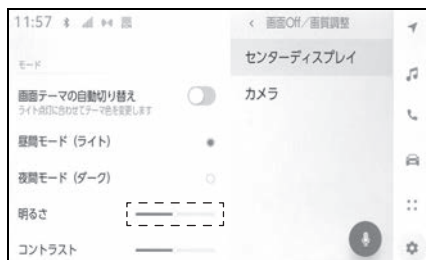 11:57
モード
画面テーマの自動切り替え
ライト点灯に合わせてテーマ色を変更します
昼間モード（ライト）
夜間モード（ダーク）
明るさ
コントラスト
< 画面Off／画質調整
センターディスプレイ
カメラ